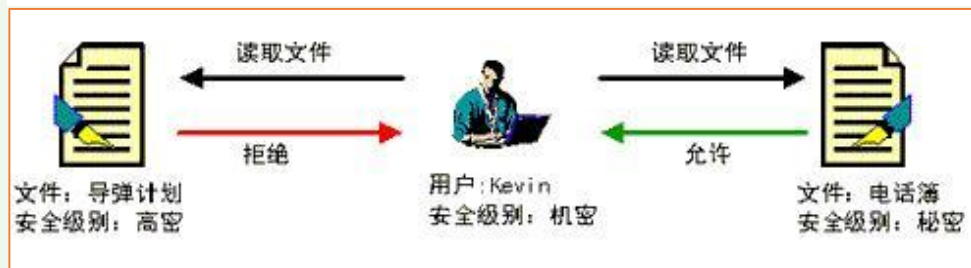 读取文件
读取文件
拒绝
允许
文件：导弹计划
安全级别：高密
用户:Kevin
安全级别：机密
文件：电话簿
安全级别：秘密